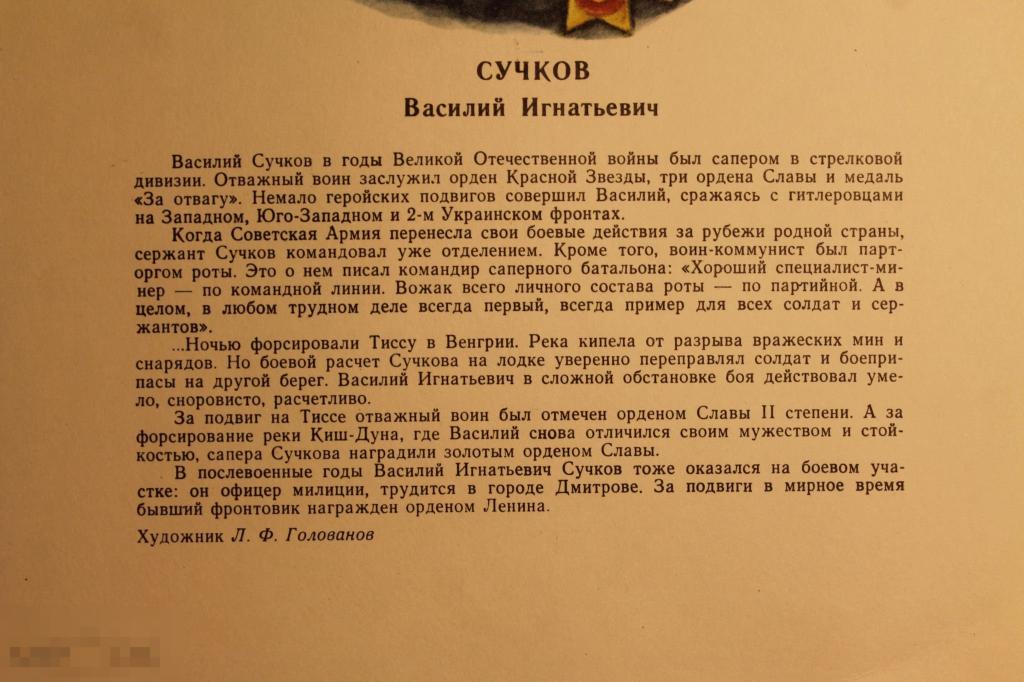 СУЧКОВ
Василий Игнатьевич
Василий Сучков в годы Великой Отечественной войны был сапером в стрелковой
дивизии. Отважный воин заслужил орден Красной Звезды, три ордена Славы и медаль
«За отвагу». Немало геройских подвигов совершил Василий, сражаясь с гитлеровцами
на Западном, Юго-Западном и 2-м Украинском фронтах.
Когда Советская Армия перенесла свои боевые действия за рубежи родной страны,
сержант Сучков командовал уже отделением. Кроме того, воин-коммунист был парт-
оргом роты. Это о нем писал командир саперного батальона: «Хороший специалист-ми-
нер — по командной линии. Вожак всего личного состава роты — по партийной. А в
целом, в любом трудном деле всегда первый, всегда пример для всех солдат и сер-
жантов».
...Ночью форсировали Тиссу в Венгрии. Река кипела от разрыва вражеских мин и
снарядов. Но боевой расчет Сучкова на лодке уверенно переправлял солдат и боепри-
пасы на другой берег. Василий Игнатьевич в сложной обстановке боя действовал уме-
ло, сноровисто, расчетливо.
За подвиг на Тиссе отважный воин был отмечен орденом Славы II степени. А за
форсирование реки Киш-Дуна, где Василий снова отличился своим мужеством и стой-
костью, сапера Сучкова наградили золотым орденом Славы.
В послевоенные годы Василий Игнатьевич Сучков тоже оказался на боевом уча-
стке: он офицер милиции, трудится в городе Дмитрове. За подвиги в мирное время
бывший фронтовик награжден орденом Ленина.
Художник Л. Ф. Голованов